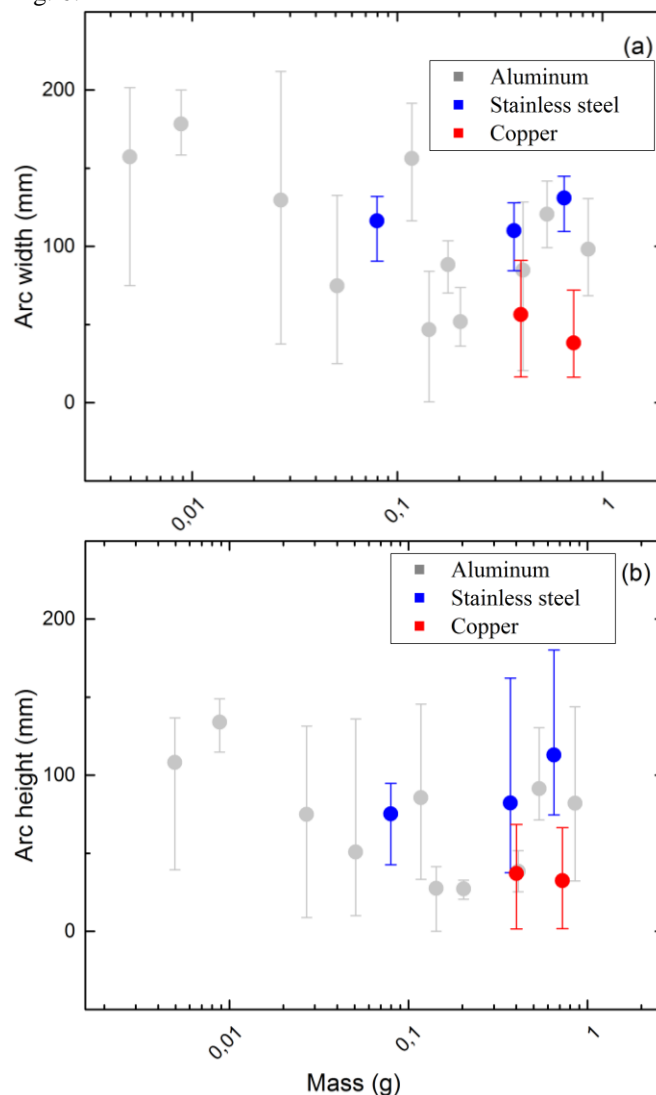 (a)
Aluminum
Stainless steel
Copper
200
100
0
Arc width (mm)
0,01
0,1
1
(b)
Aluminum
Stainless steel
Copper
200
100
0
Arc height (mm)
0,01
0,1
1
Mass (g)